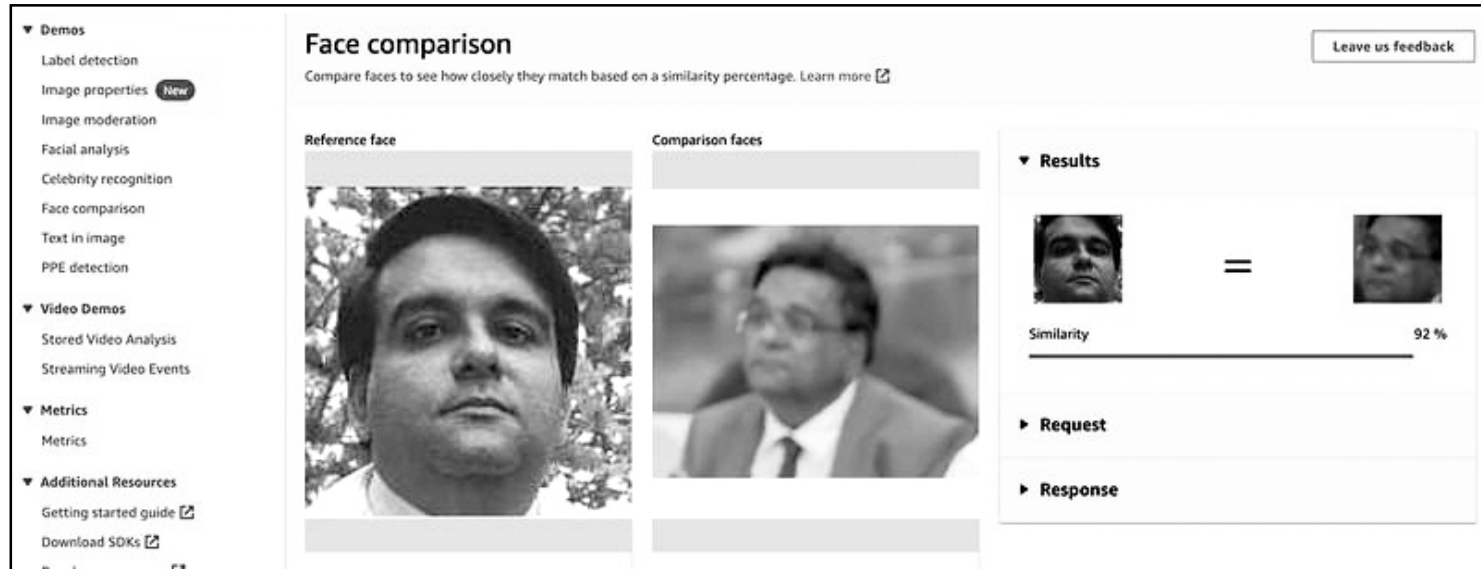 Demos
Label detection
Image properties New
Image moderation
Facial analysis
Celebrity recognition
Face comparison
Text in image
PPE detection
Video Demos
Stored Video Analysis
Streaming Video Events
Metrics
Metrics
Additional Resources
Getting started guide
Download SDKs
Face comparison
Leave us feedback
Compare faces to see how closely they match based on a similarity percentage. Learn more
Reference face
Comparison faces
Results
=
Similarity 92 %
Request
Response